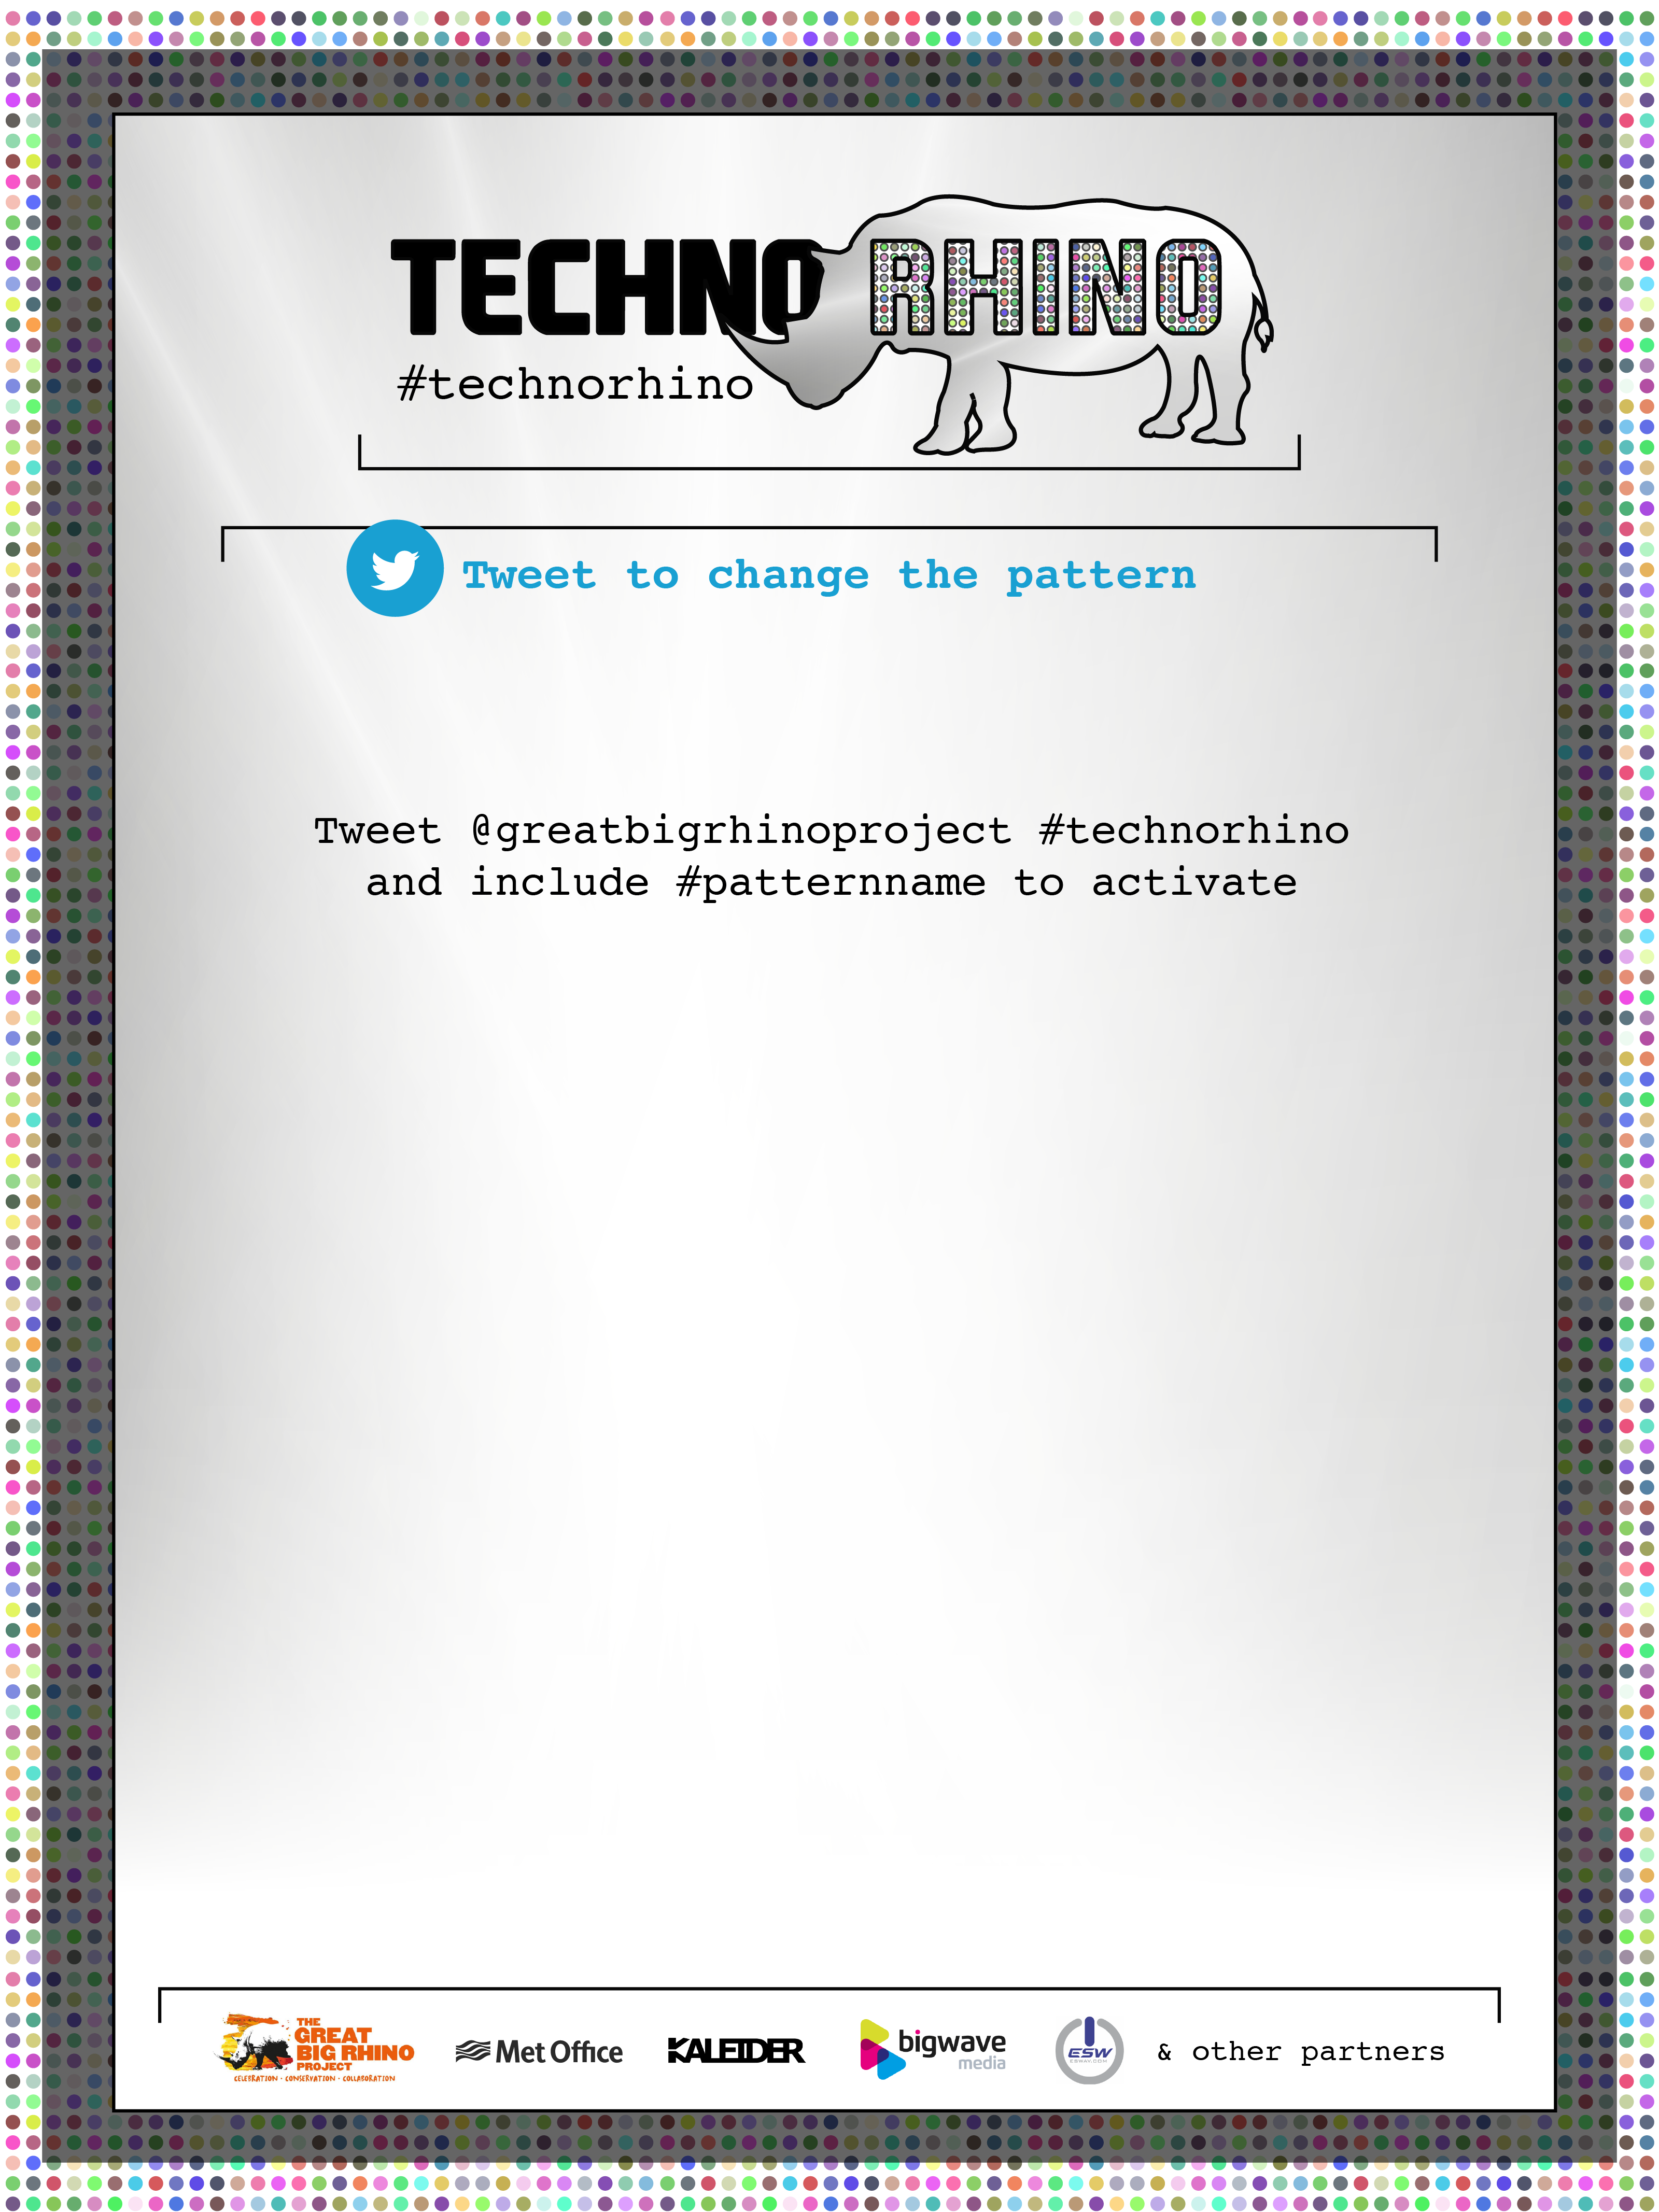 TECHNO RHINO
#technorhino
Tweet to change the pattern
Tweet @greatbigrhinoproject #technorhino
and include #patternname to activate
THE
GREAT
BIG RHINO
PROJECT
CELEBRATION · CONSERVATION · COLLABORATION
Met Office
KALEIDER
bigwave
media
ESW
ESWAV.COM
& other partners